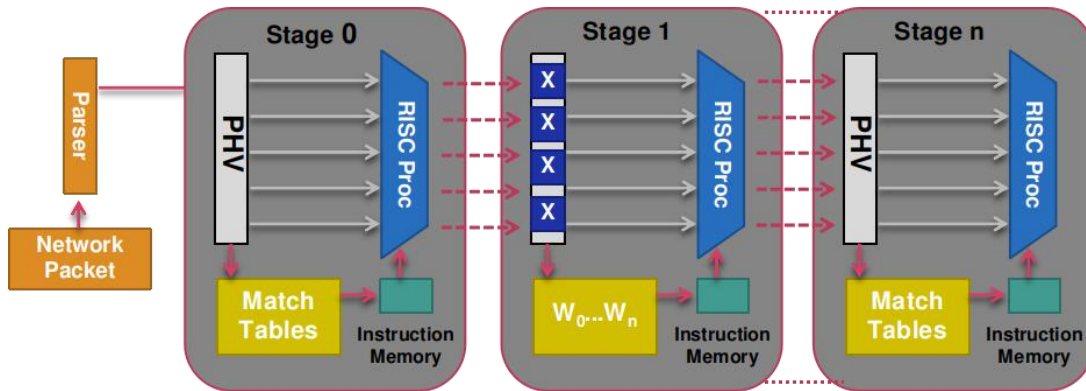 Network
Packet
Parser
Stage 0
PHV
RISC Proc
Match
Tables
Instruction
Memory
Stage 1
X
X
X
X
RISC Proc
W0...Wn
Instruction
Memory
Stage n
PHV
RISC Proc
Match
Tables
Instruction
Memory